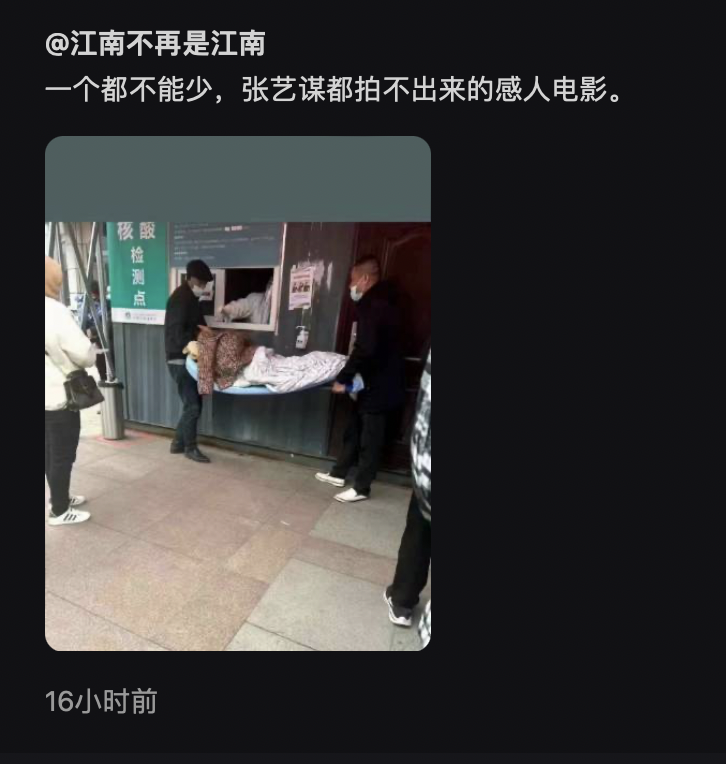 @江南不再是江南
一个都不能少，张艺谋都拍不出来的感人电影。
核酸
检
测
点
16小时前